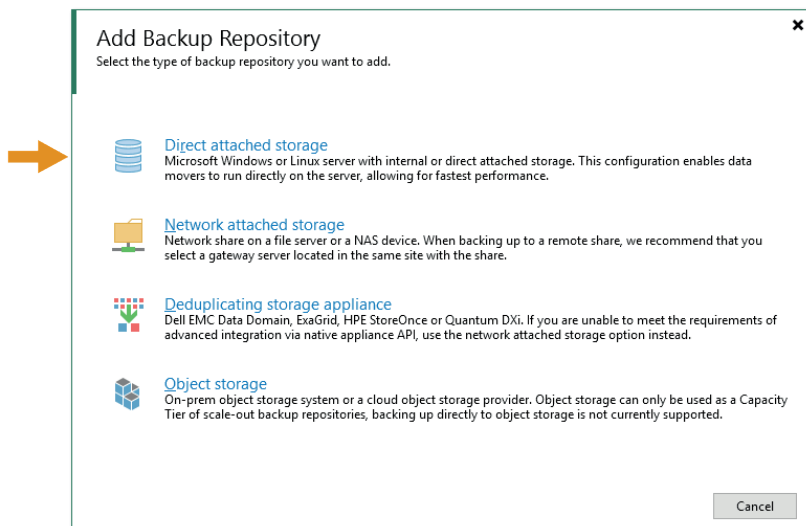 Add Backup Repository
Select the type of backup repository you want to add.
Direct attached storage
Microsoft Windows or Linux server with internal or direct attached storage. This configuration enables data
movers to run directly on the server, allowing for fastest performance.
Network attached storage
Network share on a file server or a NAS device. When backing up to a remote share, we recommend that you
select a gateway server located in the same site with the share.
Deduplicating storage appliance
Dell EMC Data Domain, ExaGrid, HPE StoreOnce or Quantum DXi. If you are unable to meet the requirements of
advanced integration via native appliance API, use the network attached storage option instead.
Object storage
On-prem object storage system or a cloud object storage provider. Object storage can only be used as a Capacity
Tier of scale-out backup repositories, backing up directly to object storage is not currently supported.
Cancel